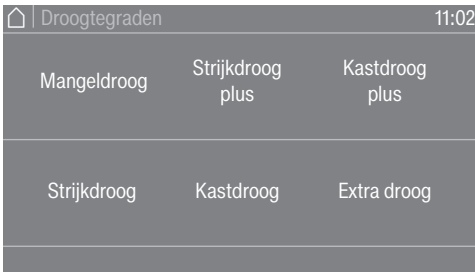 Droogtegraden 11:02
Mangeldroog
Strijkdroog
plus
Kastdroog
plus
Strijkdroog
Kastdroog
Extra droog